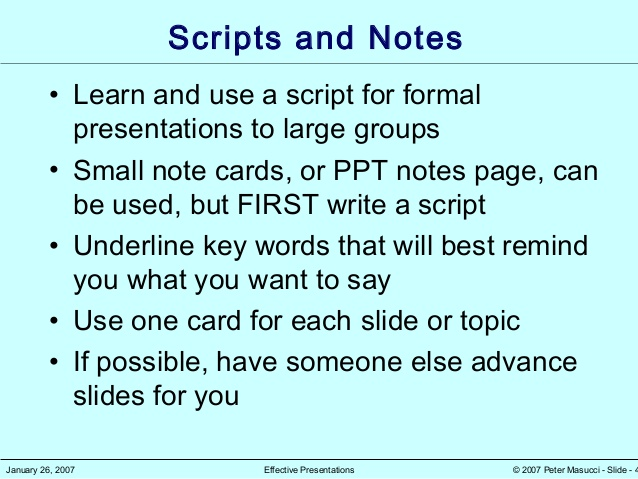 Scripts and Notes
• Learn and use a script for formal
presentations to large groups
• Small note cards, or PPT notes page, can
be used, but FIRST write a script
• Underline key words that will best remind
you what you want to say
• Use one card for each slide or topic
• If possible, have someone else advance
slides for you
January 26, 2007 Effective Presentations © 2007 Peter Masucci - Slide -